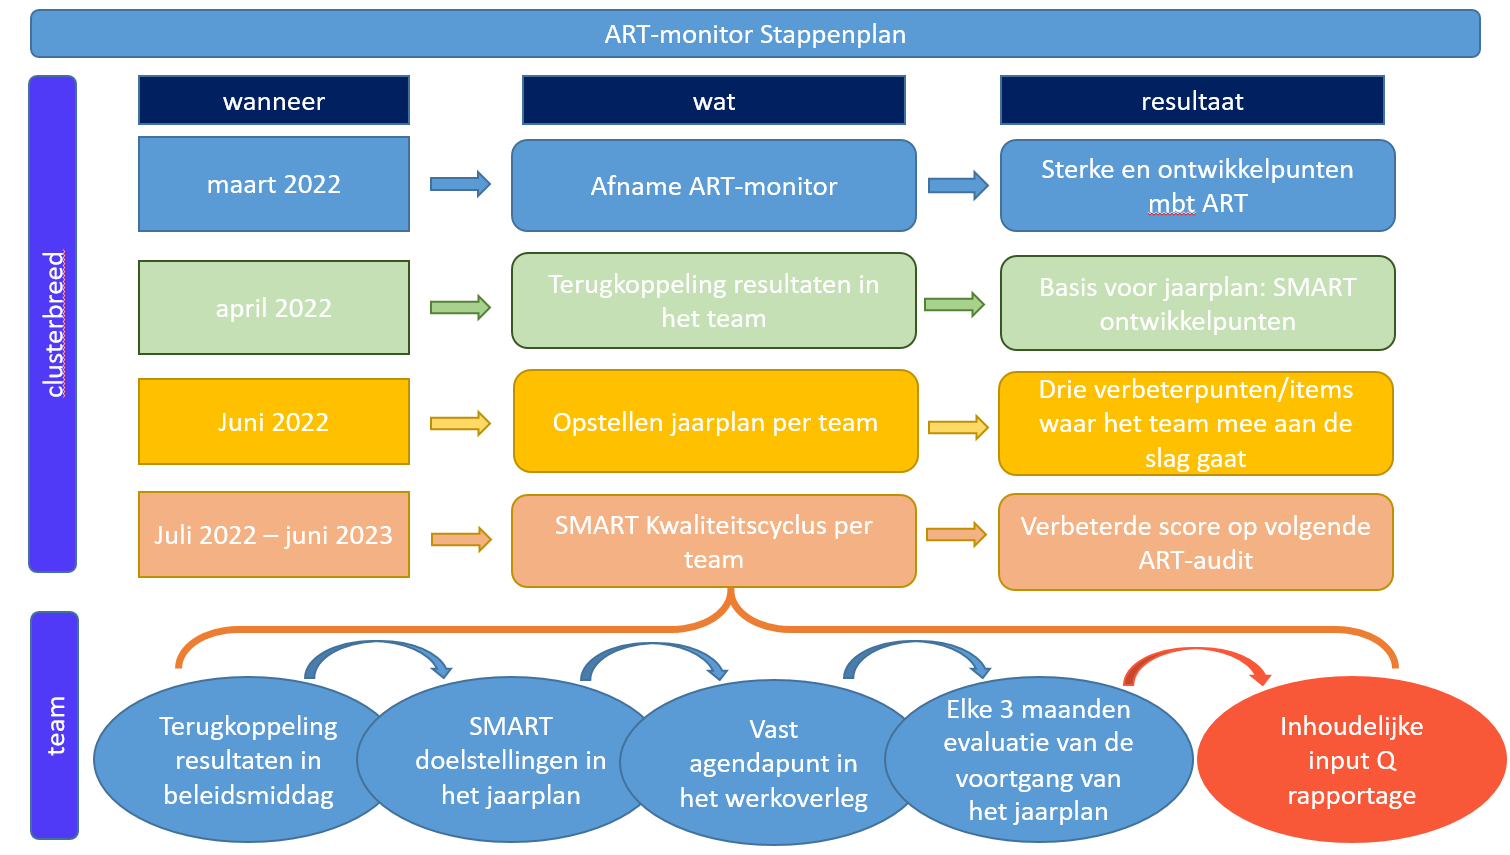 ART-monitor Stappenplan
clusterbreed
wanneer
wat
resultaat
maart 2022
Afname ART-monitor
Sterke en ontwikkelpunten
mbt ART
april 2022
Terugkoppeling resultaten in
het team
Basis voor jaarplan: SMART
ontwikkelpunten
Juni 2022
Opstellen jaarplan per team
Drie verbeterpunten/items
waar het team mee aan de
slag gaat
Juli 2022 – juni 2023
SMART Kwaliteitscyclus per
team
Verbeterde score op volgende
ART-audit
team
Terugkoppeling
resultaten in
beleidsmiddag
SMART
doelstellingen in
het jaarplan
Vast
agendapunt in
het werkoverleg
Elke 3 maanden
evaluatie van de
voortgang van
het jaarplan
Inhoudelijke
input Q
rapportage